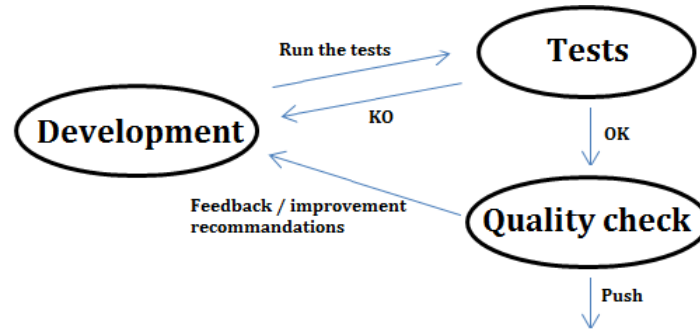 Run the tests
Tests
Development
KO
OK
Feedback / improvement
recommandations
Quality check
Push